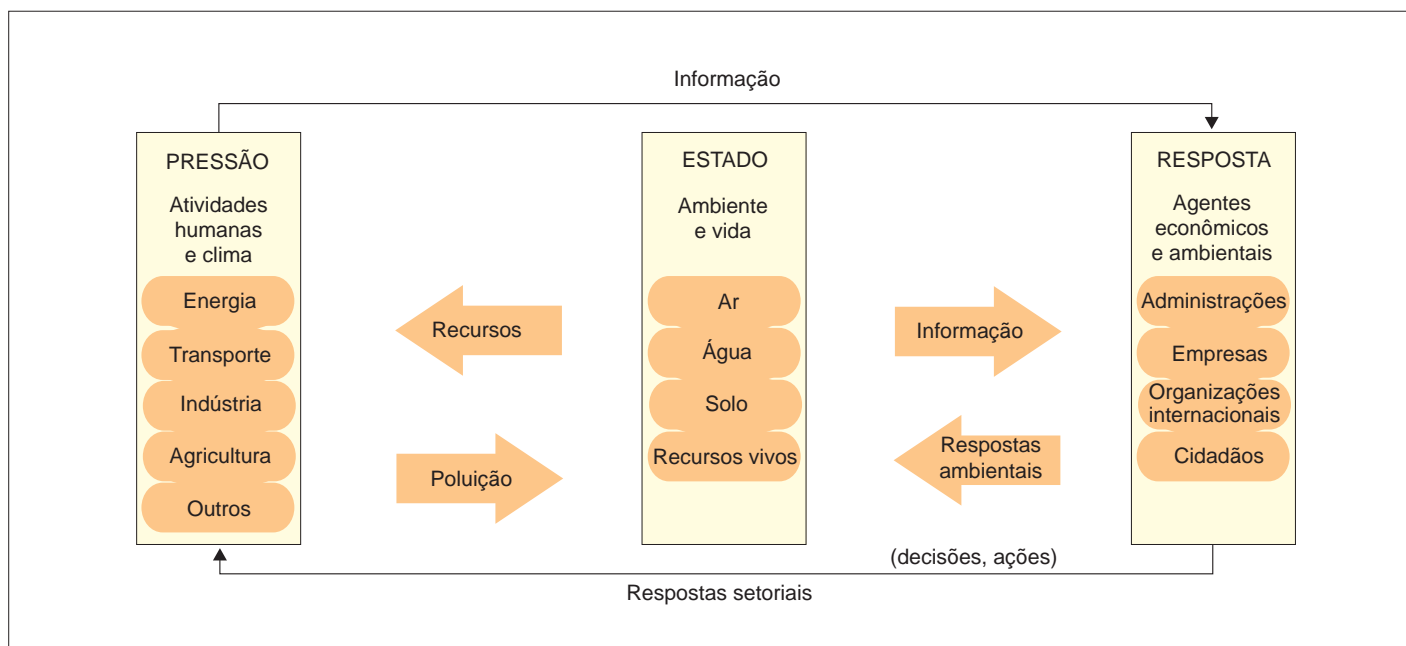 Informação
PRESSÃO
Atividades
humanas
e clima
Energia
Transporte
Indústria
Agricultura
Outros
Recursos
Poluição
ESTADO
Ambiente
e vida
Ar
Água
Solo
Recursos vivos
Informação
Respostas
ambientais
RESPOSTA
Agentes
econômicos
e ambientais
Administrações
Empresas
Organizações
internacionais
Cidadãos
(decisões, ações)
Respostas setoriais